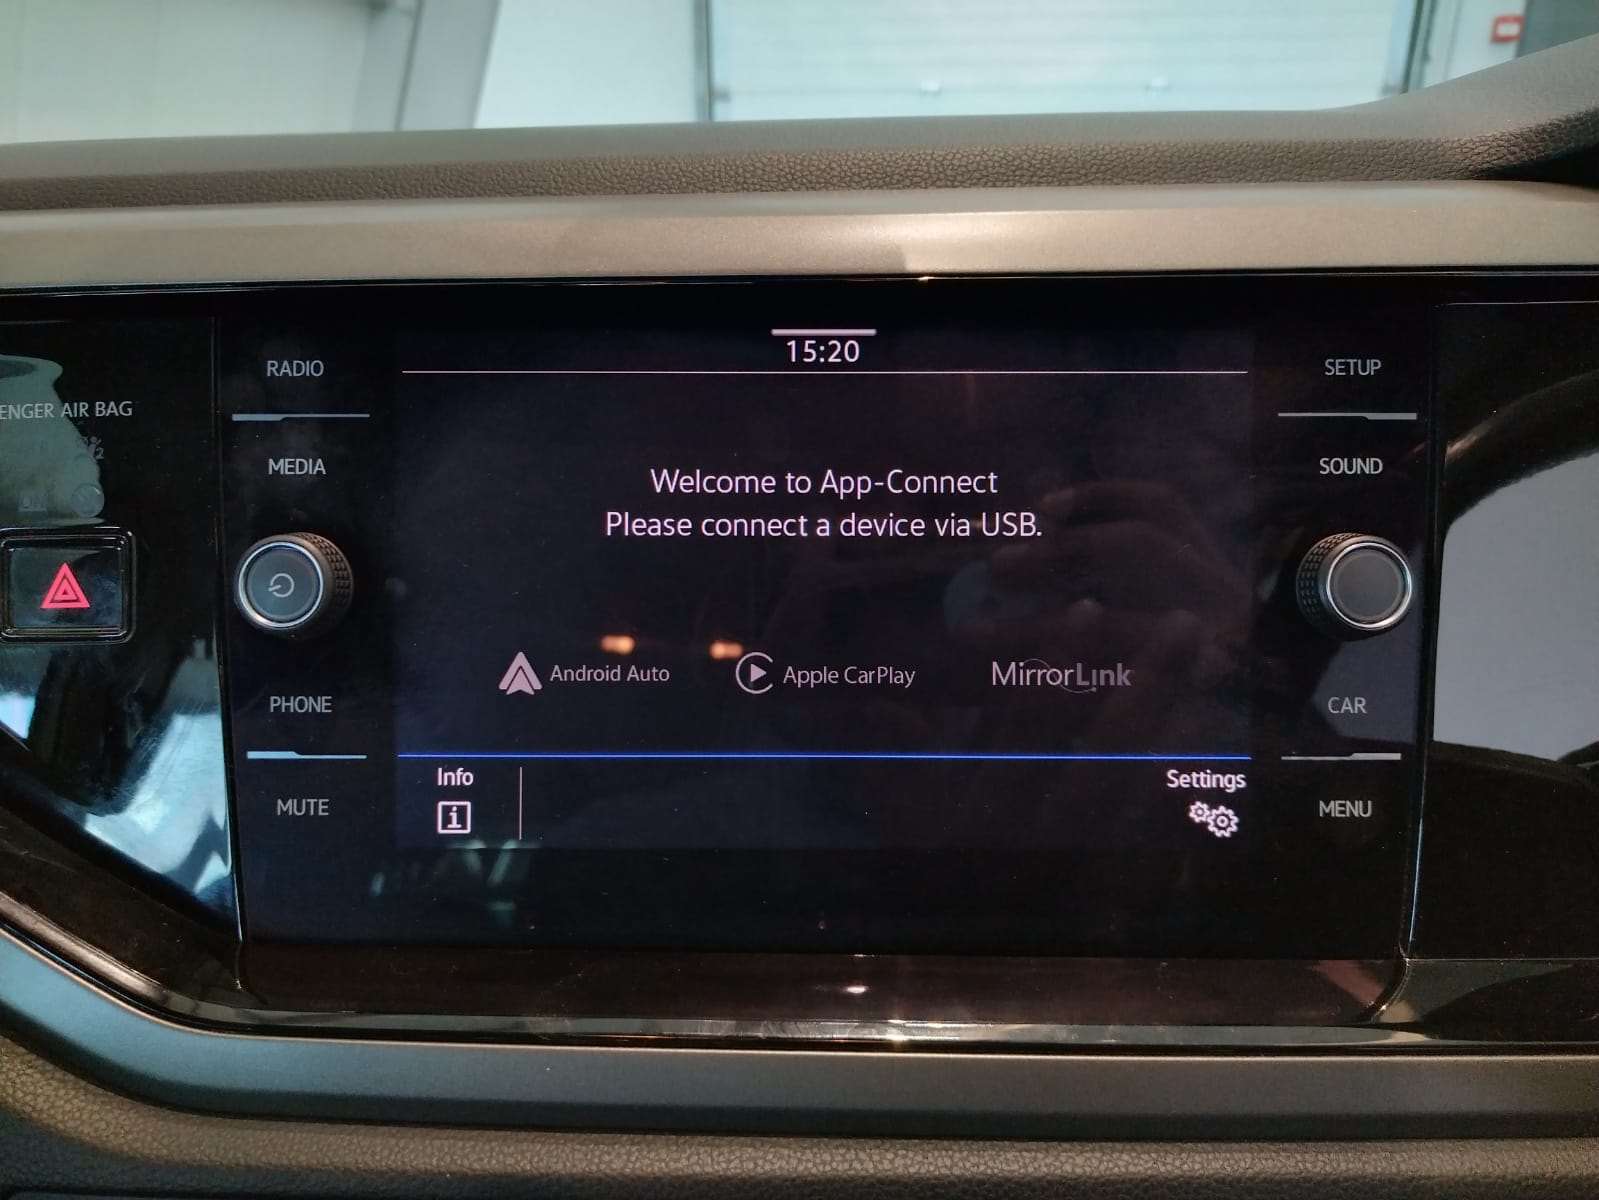 15:20
RADIO
SETUP
ENGER AIR BAG
MEDIA
SOUND
Welcome to App-Connect
Please connect a device via USB.
Android Auto
Apple CarPlay
MirrorLink
PHONE
CAR
Info
Settings
MUTE
MENU